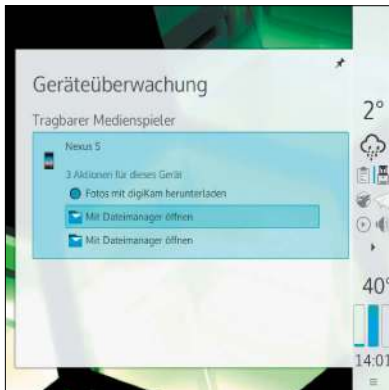 Geräteüberwachung
Tragbarer Medienspieler
Nexus 5
3 Aktionen für dieses Gerät
Fotos mit digiKam herunterladen
Mit Dateimanager öffnen
Mit Dateimanager öffnen
2°
40°
14:01